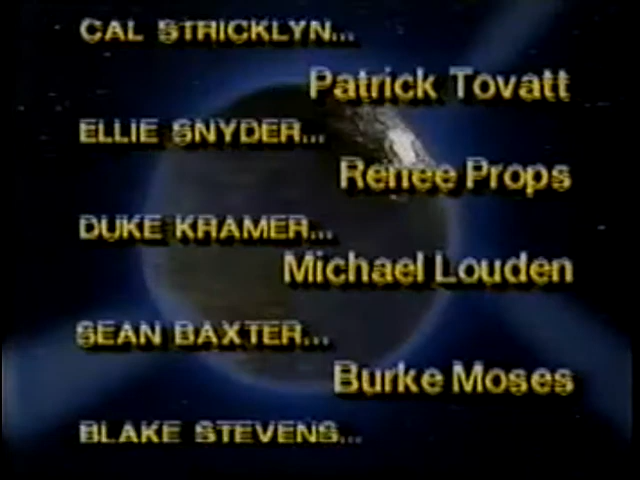 CAL STRICKLYN...
Patrick Tovatt
ELLIE SNYDER...
Renee Props
DUKE KRAMER...
Michael Louden
SEAN BAXTER...
Burke Moses
BLAKE STEVENS...